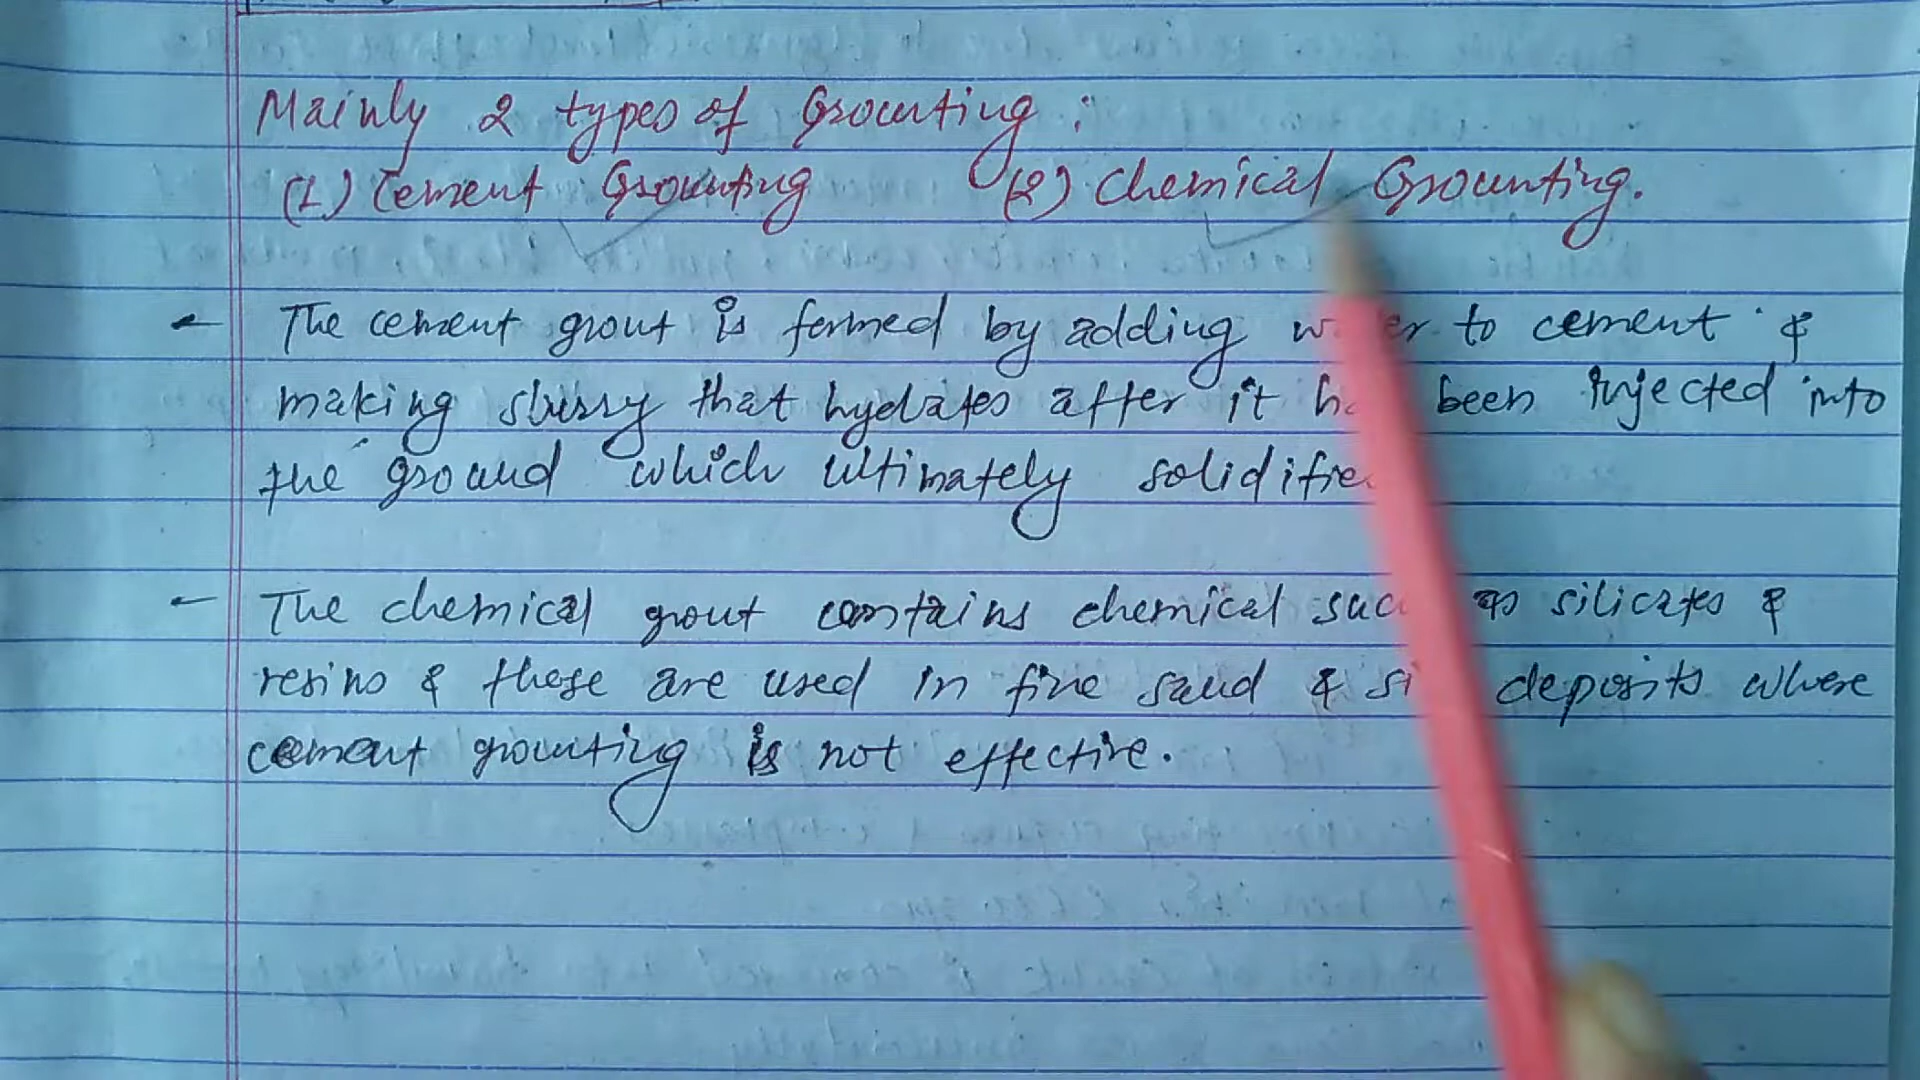 Mainly 2 types of Grouting :
(1) Cement Grounting (2) Chemical Grounting.
- The cement grout is formed by adding to cement &
making slurry that hydrates after it been injected into
the ground which ultimately
- The chemical grout contains chemical as silicates &
resins & these are used in fine sand & deposits where
cement grouting is not effective.